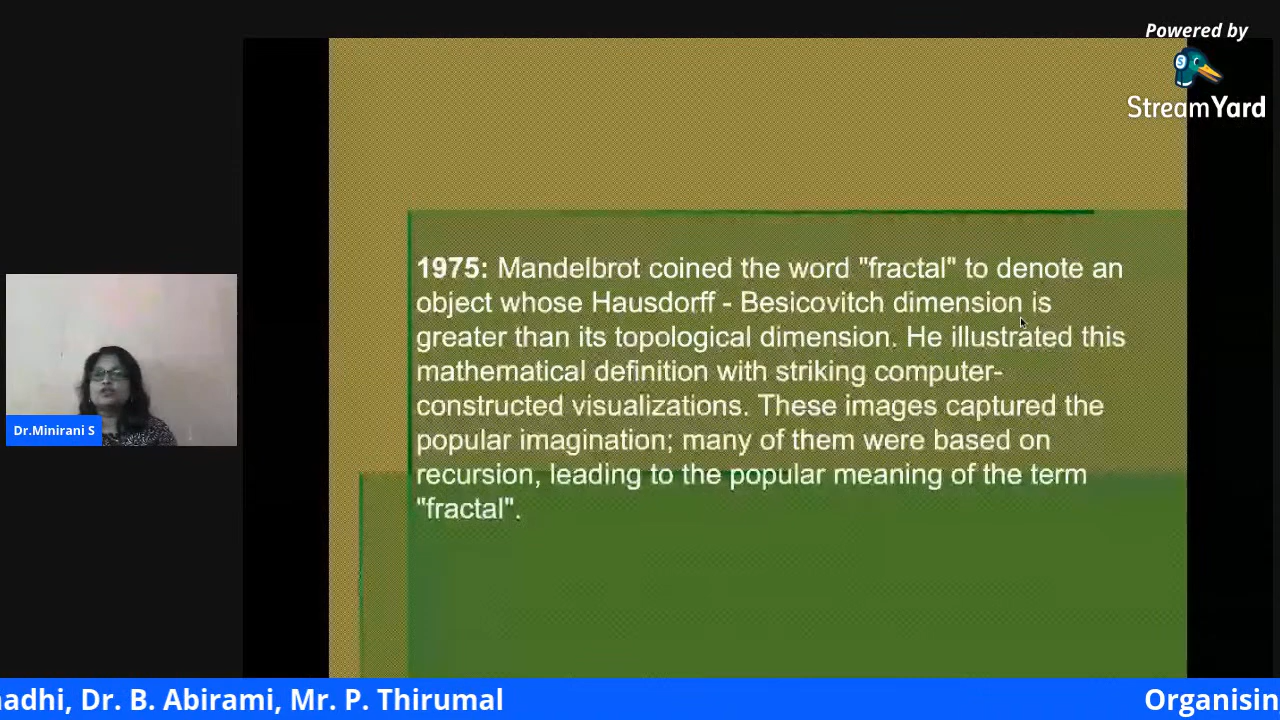 Powered by
StreamYard
1975: Mandelbrot coined the word "fractal" to denote an
object whose Hausdorff - Besicovitch dimension is
greater than its topological dimension. He illustrated this
mathematical definition with striking computer-
constructed visualizations. These images captured the
popular imagination; many of them were based on
recursion, leading to the popular meaning of the term
"fractal".
Dr.Minirani S
Dr. B. Abirami, Mr. P. Thirumal